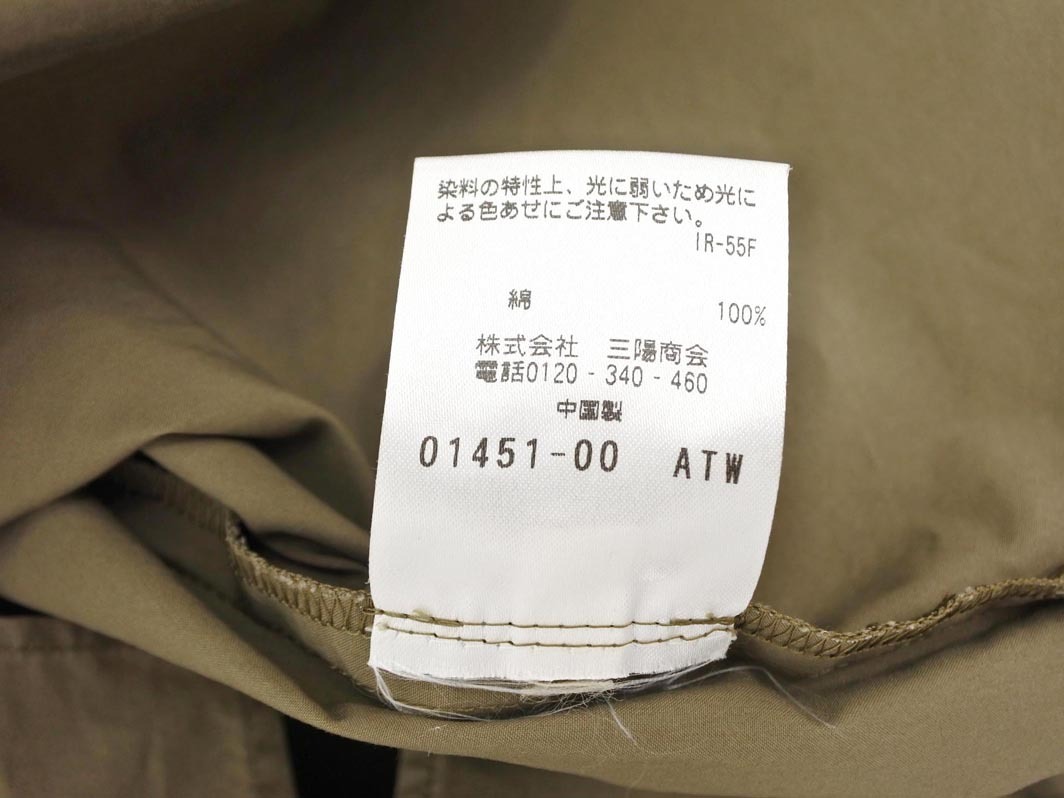 染料の特性上、光に弱いため光に
よる色あせにご注意下さい。
IR-55F
綿 100%
株式会社 三陽商会
電話0120-340-460
中国製
01451-00 ATW